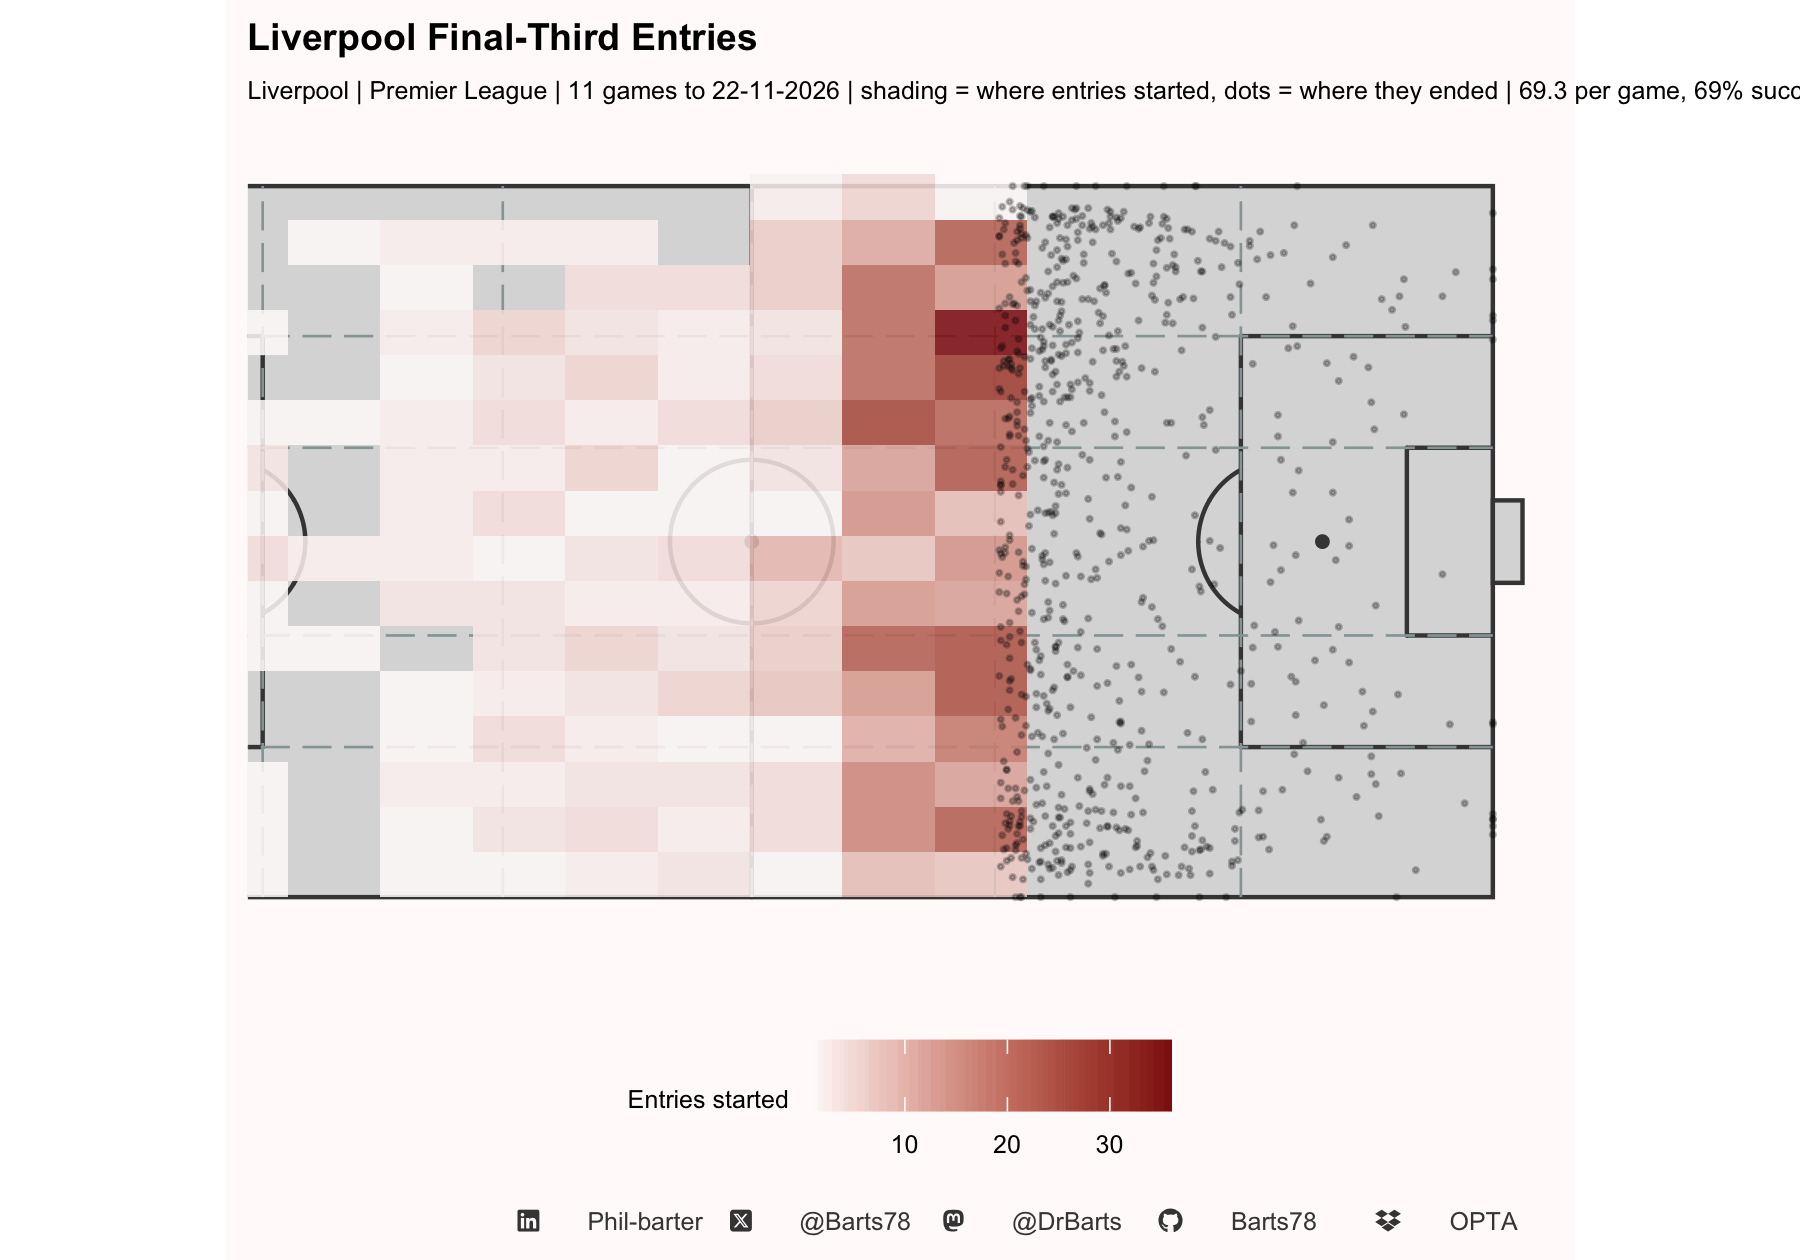 Liverpool Final-Third Entries
Liverpool | Premier League | 11 games to 22-11-2026 | shading = where entries started, dots = where they ended | 69.3 per game, 69% succ
Entries started
10 20 30
Phil-barter @Barts78 @DrBarts Barts78 OPTA